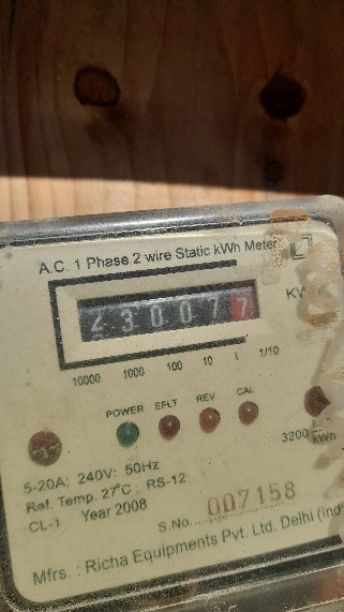 A.C. 1 Phase 2 wire Static kWh Meter
230077
10000 1000 100 10 1 1/10
POWER EFLT REV CAL
5-20A; 240V: 50Hz
3200
kWh
Ref. Temp. 27°C; RS-12
CL-1 Year 2008
S.No. 007158
Mfrs. : Richa Equipments Pvt. Ltd. Delhi